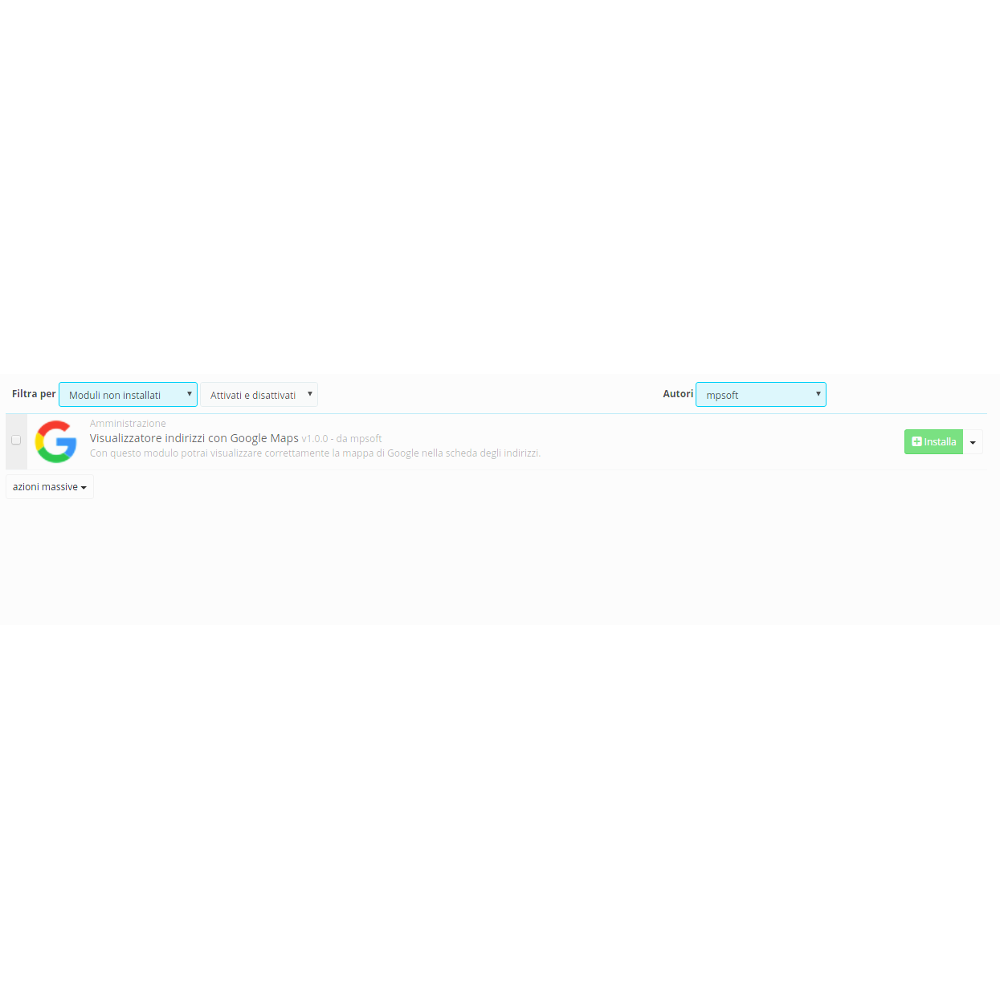 Filtra per Moduli non installati Attivati e disattivati Autori mpsoft
Amministrazione
Visualizzatore indirizzi con Google Maps v1.0.0 - da mpsoft
Con questo modulo potrai visualizzare correttamente la mappa di Google nella scheda degli indirizzi.
Installa
azioni massive